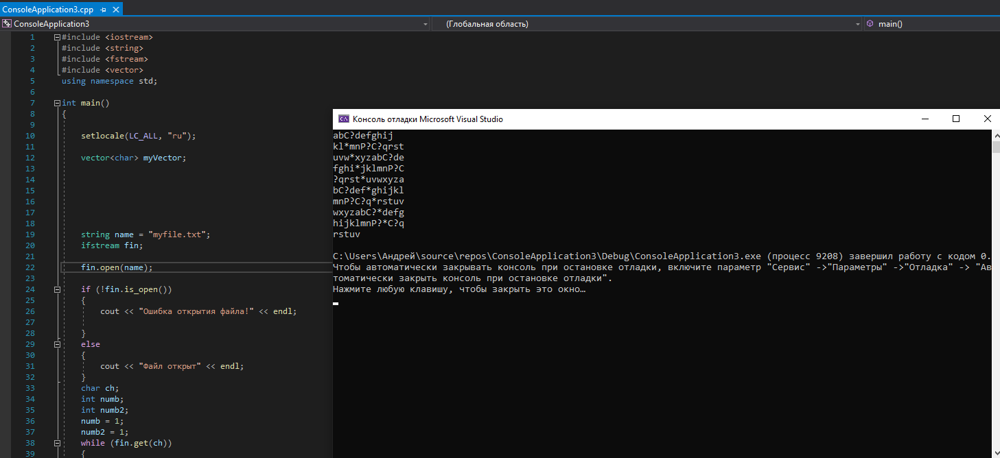 ConsoleApplication3.cpp
ConsoleApplication3
(Глобальная область)
main()
1 #include <iostream>
2 #include <string>
3 #include <fstream>
4 #include <vector>
5 using namespace std;
6
7 int main()
8 {
9
10 setlocale(LC_ALL, "ru");
11
12 vector<char> myVector;
13
14
15
16
17
18
19 string name = "myfile.txt";
20 ifstream fin;
21
22 fin.open(name);
23
24 if (!fin.is_open())
25 {
26 cout << "Ошибка открытия файла!" << endl;
27
28 }
29 else
30 {
31 cout << "Файл открыт" << endl;
32 }
33 char ch;
34 int numb;
35 int numb2;
36 numb = 1;
37 numb2 = 1;
38 while (fin.get(ch))
39 {
Консоль отладки Microsoft Visual Studio
abC?defghij
kl*mnP?C?qrst
uvw*xyzabC?de
fghi*jklmnP?C
?qrst*uvwxyza
bC?def*ghijkl
mnP?C?q*rstuv
wxyzabC?*defg
hijklmnP?*C?q
rstuv
C:\Users\Андрей\source\repos\ConsoleApplication3\Debug\ConsoleApplication3.exe (процесс 9208) завершил работу с кодом 0.
Чтобы автоматически закрывать консоль при остановке отладки, включите параметр "Сервис" ->"Параметры" ->"Отладка" -> "Ав
томатически закрыть консоль при остановке отладки".
Нажмите любую клавишу, чтобы закрыть это окно…